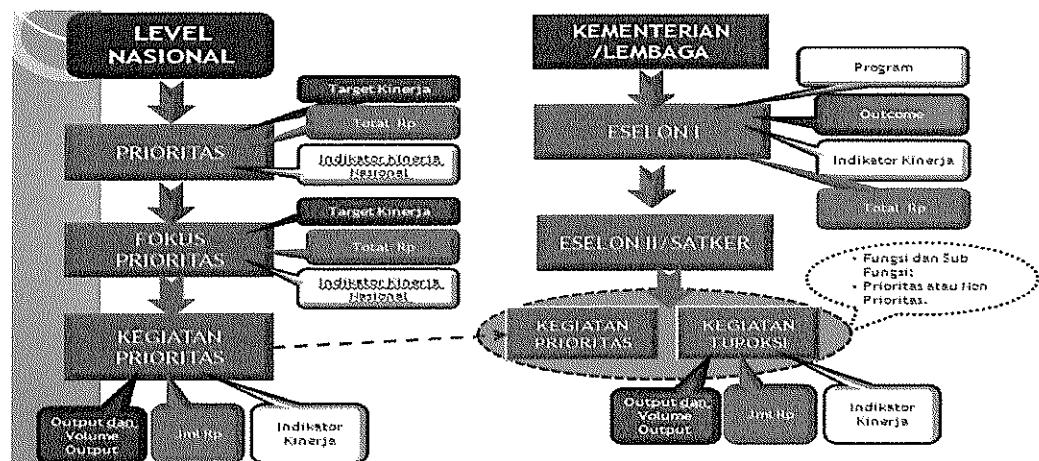 LEVEL
NASIONAL
Target Kinerja
Total Rp
PRIORITAS
Indikator Kinerja
Nasional
Target Kinerja
FOKUS
PRIORITAS
Total Rp
Indikator Kinerja
Nasional
KEGIATAN
PRIORITAS
Output dan
Volume
Output
Jml Rp
Indikator
Kinerja
KEMENTERIAN
/LEMBAGA
Program
ESELON I
Outcome
Indikator Kinerja
Total Rp
ESELON II / SATKER
• Fungsi dan Sub
Fungsi;
• Prioritas atau Non
Prioritas.
KEGIATAN
PRIORITAS
KEGIATAN
TUPOKSI
Output dan
Volume
Output
Jml Rp
Indikator
Kinerja